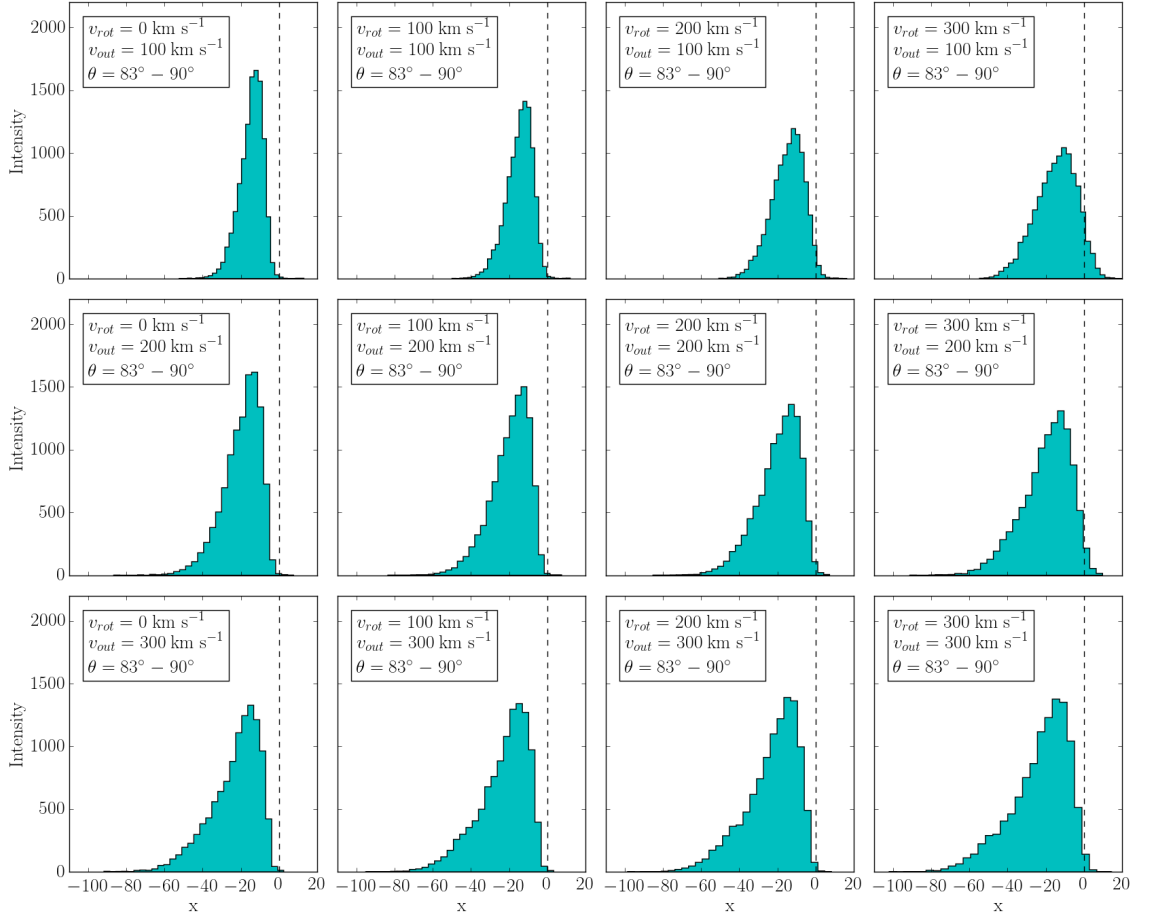 v_rot = 0 km s⁻¹
v_out = 100 km s⁻¹
θ = 83° − 90°
v_rot = 100 km s⁻¹
v_out = 100 km s⁻¹
θ = 83° − 90°
v_rot = 200 km s⁻¹
v_out = 100 km s⁻¹
θ = 83° − 90°
v_rot = 300 km s⁻¹
v_out = 100 km s⁻¹
θ = 83° − 90°
2000
1500
1000
500
0
Intensity
v_rot = 0 km s⁻¹
v_out = 200 km s⁻¹
θ = 83° − 90°
v_rot = 100 km s⁻¹
v_out = 200 km s⁻¹
θ = 83° − 90°
v_rot = 200 km s⁻¹
v_out = 200 km s⁻¹
θ = 83° − 90°
v_rot = 300 km s⁻¹
v_out = 200 km s⁻¹
θ = 83° − 90°
2000
1500
1000
500
0
Intensity
v_rot = 0 km s⁻¹
v_out = 300 km s⁻¹
θ = 83° − 90°
v_rot = 100 km s⁻¹
v_out = 300 km s⁻¹
θ = 83° − 90°
v_rot = 200 km s⁻¹
v_out = 300 km s⁻¹
θ = 83° − 90°
v_rot = 300 km s⁻¹
v_out = 300 km s⁻¹
θ = 83° − 90°
2000
1500
1000
500
0
Intensity
−100 −80 −60 −40 −20 0 20
−100 −80 −60 −40 −20 0
−100 −80 −60 −40 −20 0
−100 −80 −60 −40 −20 0 20
x
x
x
x